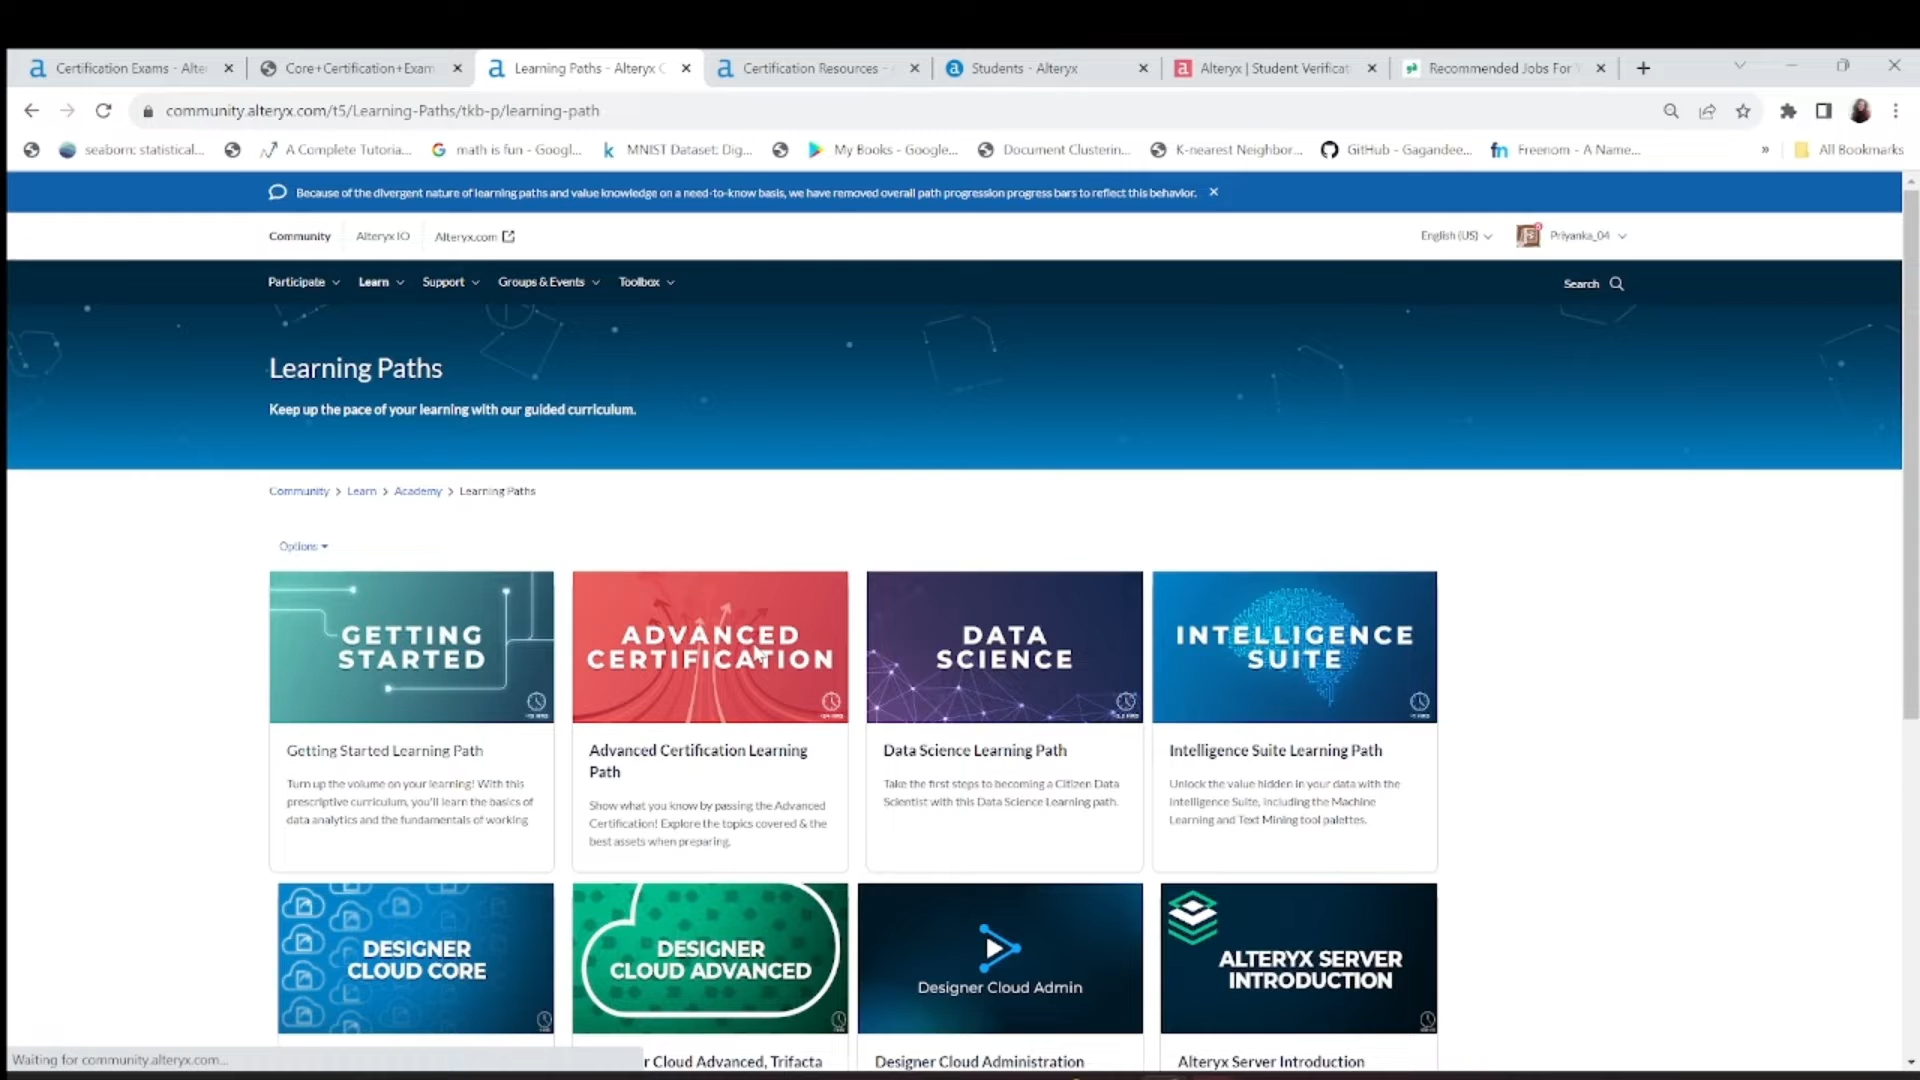 Certification Exams - Alte
Core+Certification+Exam
Learning Paths - Alteryx C
Certification Resources -
Students - Alteryx
Alteryx | Student Verificat
Recommended Jobs For Y
community.alteryx.com/t5/Learning-Paths/tkb-p/learning-path
seaborn: statistical...
A Complete Tutoria...
math is fun - Googl...
MNIST Dataset: Dig...
My Books - Google...
Document Clusterin...
K-nearest Neighbor...
GitHub - Gagandee...
Freenom - A Name...
» All Bookmarks
Because of the divergent nature of learning paths and value knowledge on a need-to-know basis, we have removed overall path progression progress bars to reflect this behavior.
Community Alteryx IO Alteryx.com
English (US) Priyanka_04
Participate Learn Support Groups & Events Toolbox
Search
Learning Paths
Keep up the pace of your learning with our guided curriculum.
Community > Learn > Academy > Learning Paths
Options
GETTING
STARTED
Getting Started Learning Path
Turn up the volume on your learning! With this
prescriptive curriculum, you'll learn the basics of
data analytics and the fundamentals of working
ADVANCED
CERTIFICATION
Advanced Certification Learning
Path
Show what you know by passing the Advanced
Certification! Explore the topics covered & the
best assets when preparing.
DATA
SCIENCE
Data Science Learning Path
Take the first steps to becoming a Citizen Data
Scientist with this Data Science Learning path.
INTELLIGENCE
SUITE
Intelligence Suite Learning Path
Unlock the value hidden in your data with the
Intelligence Suite, including the Machine
Learning and Text Mining tool palettes.
DESIGNER
CLOUD CORE
DESIGNER
CLOUD ADVANCED
r Cloud Advanced, Trifacta
Designer Cloud Admin
Designer Cloud Administration
ALTERYX SERVER
INTRODUCTION
Alteryx Server Introduction
Waiting for community.alteryx.com...